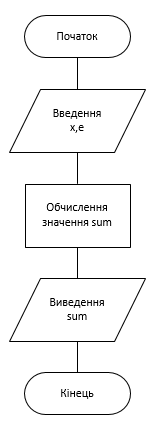 Початок
Введення
x,e
Обчислення
значення sum
Виведення
sum
Кінець